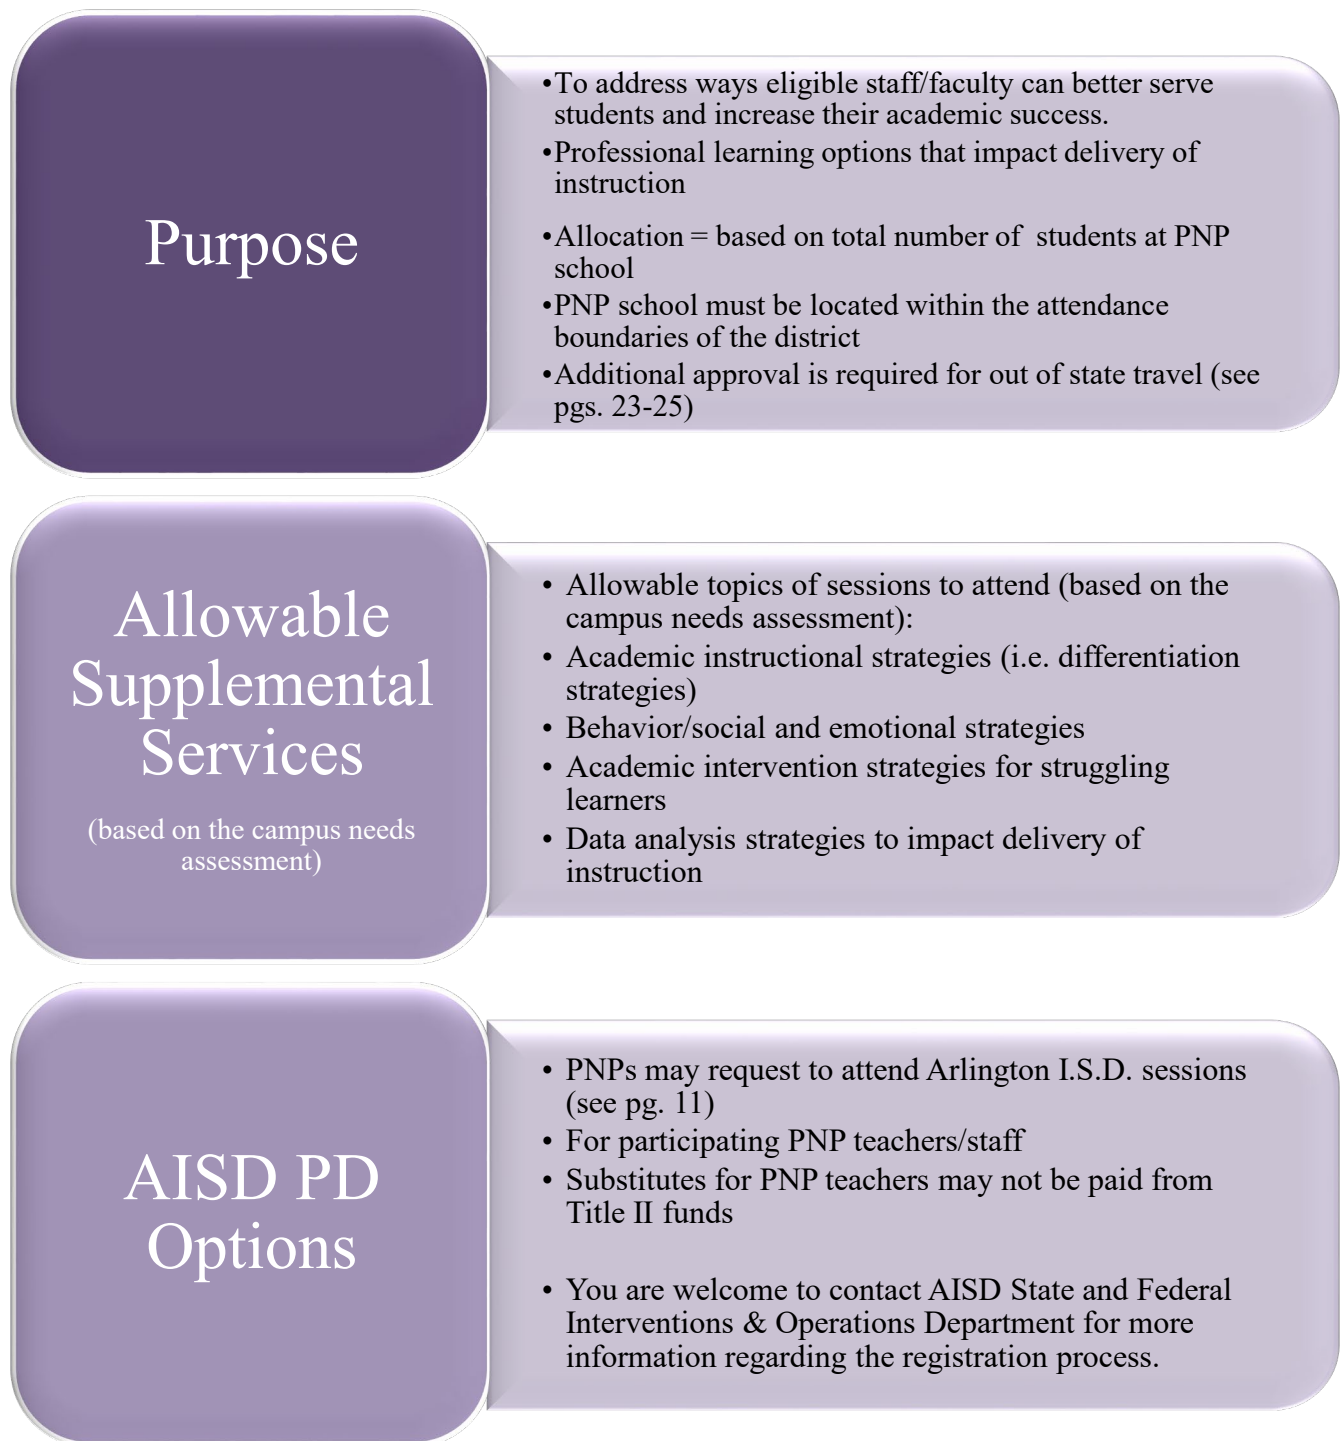 Purpose
•To address ways eligible staff/faculty can better serve
students and increase their academic success.
•Professional learning options that impact delivery of
instruction
•Allocation = based on total number of  students at PNP
school
•PNP school must be located within the attendance
boundaries of the district
•Additional approval is required for out of state travel (see
pgs. 23-25)
Allowable
Supplemental
Services
(based on the campus needs
assessment)
• Allowable topics of sessions to attend (based on the
campus needs assessment):
• Academic instructional strategies (i.e. differentiation
strategies)
• Behavior/social and emotional strategies
• Academic intervention strategies for struggling
learners
• Data analysis strategies to impact delivery of
instruction
AISD PD
Options
• PNPs may request to attend Arlington I.S.D. sessions
(see pg. 11)
• For participating PNP teachers/staff
• Substitutes for PNP teachers may not be paid from
Title II funds
• You are welcome to contact AISD State and Federal
Interventions & Operations Department for more
information regarding the registration process.